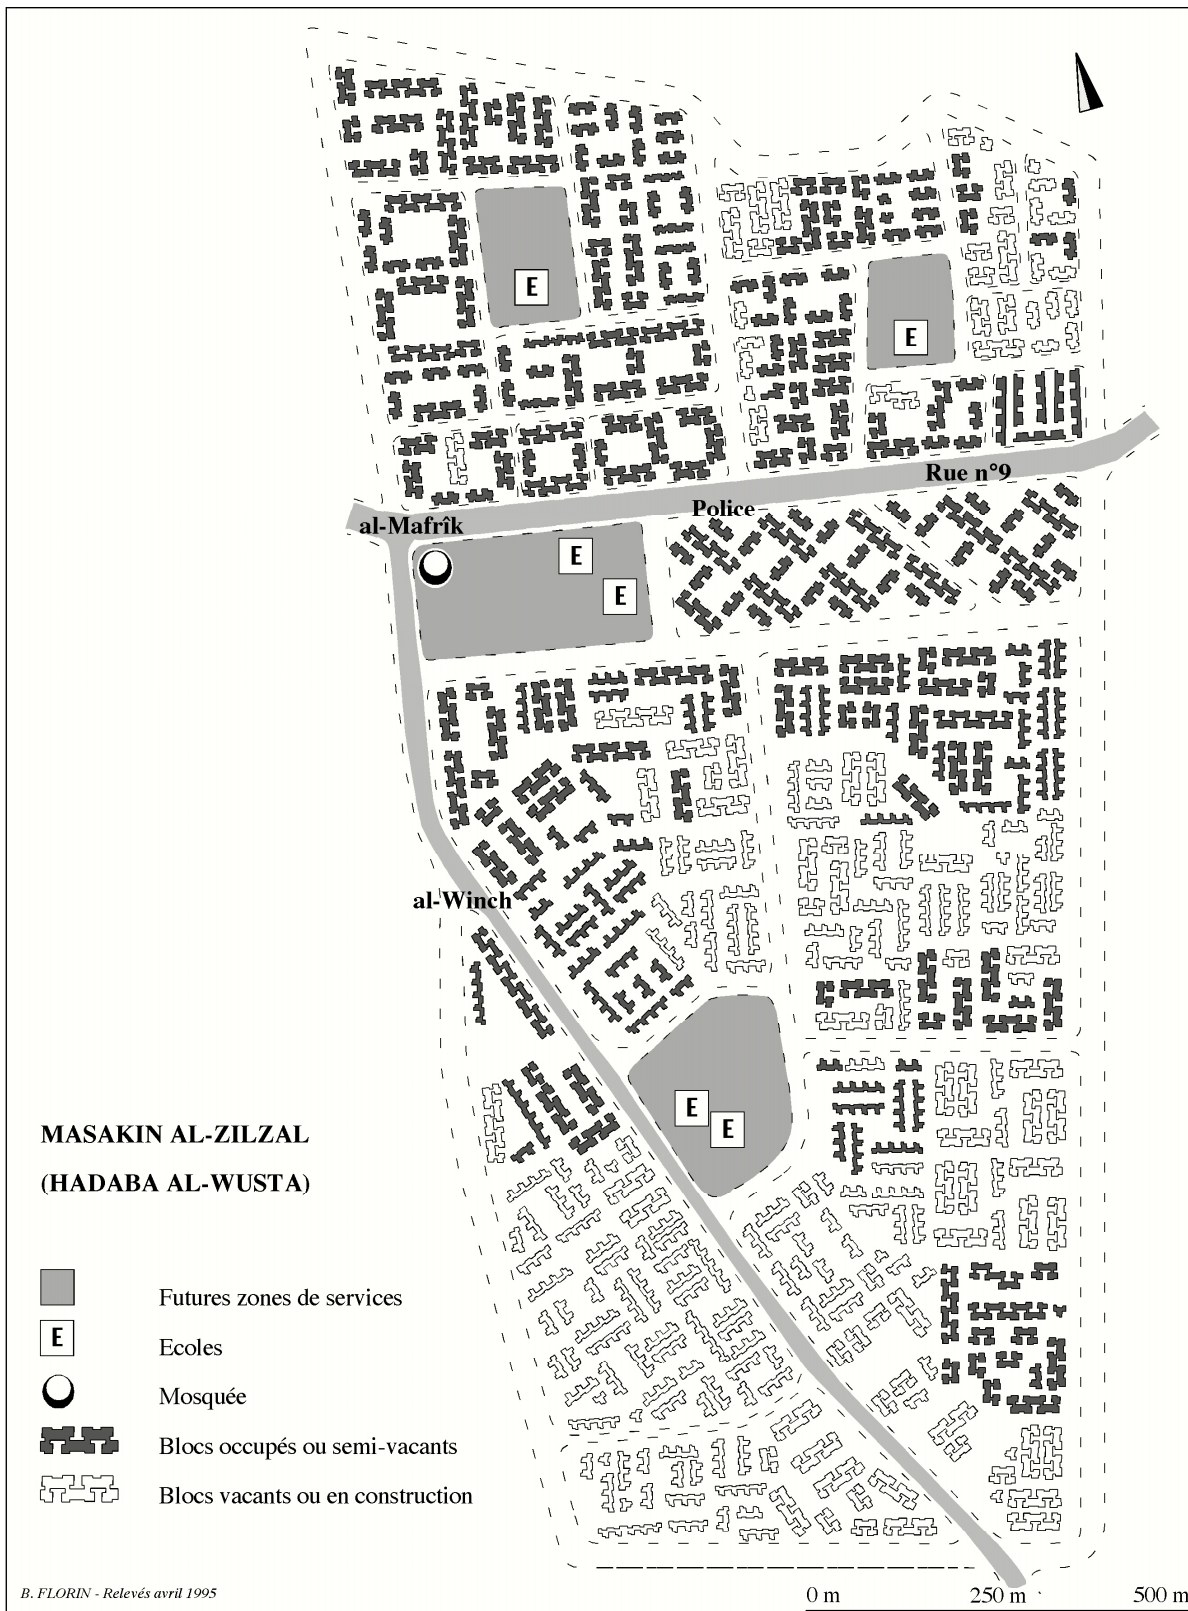 E
E
Rue n°9
Police
al-Mafrîk
E
E
al-Winch
E
E
MASAKIN AL-ZILZAL
(HADABA AL-WUSTA)
Futures zones de services
E
Ecoles
Mosquée
Blocs occupés ou semi-vacants
Blocs vacants ou en construction
B. FLORIN - Relevés avril 1995
0 m 250 m 500 m